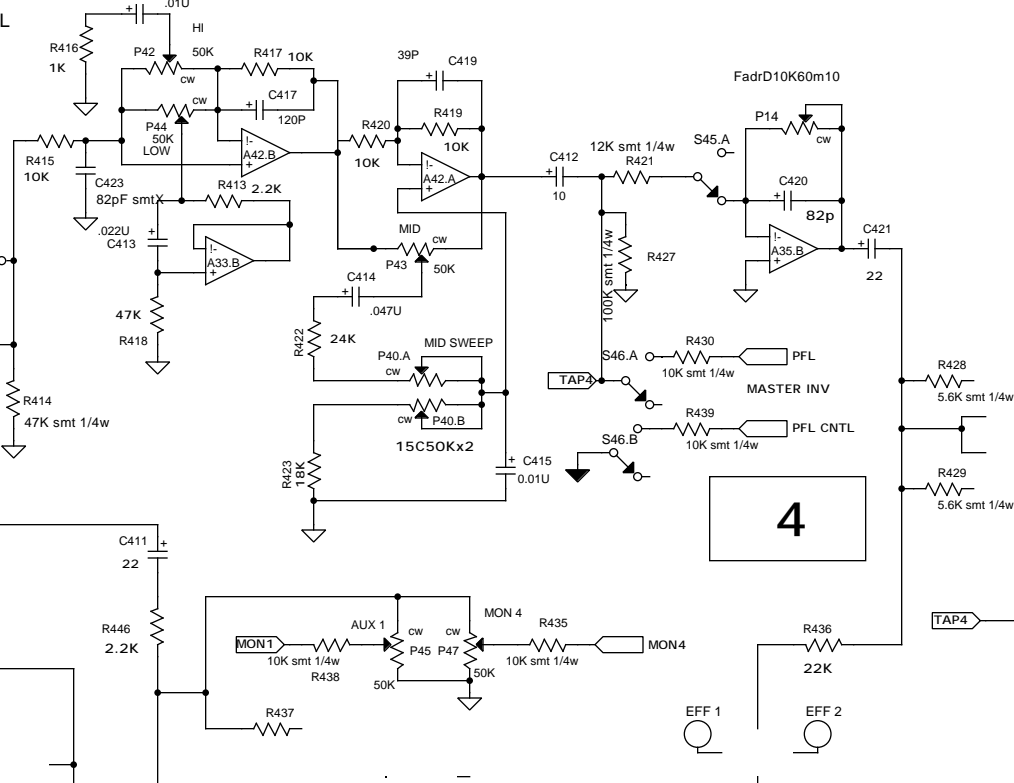 L
.01U
R416
1K
HI
P42
50K
cw
R417
10K
39P
C419
C417
120P
cw
P44
50K
LOW
R415
10K
A42.B
!-
+
R420
10K
R419
10K
A42.A
!-
+
C423
82pF smtX
R413
2.2K
.022U
C413
A33.B
!-
+
47K
R418
R414
47K smt 1/4w
MID
cw
P43
50K
C414
.047U
R422
24K
MID SWEEP
P40.A
cw
cw
P40.B
15C50Kx2
R423
18K
C415
0.01U
C412
10
12K smt 1/4w
R421
S45.A
100K smt 1/4w
R427
FadrD10K60m10
P14
cw
C420
82p
A35.B
!-
+
C421
22
S46.A
R430
10K smt 1/4w
PFL
TAP4
MASTER INV
R439
10K smt 1/4w
PFL CNTL
S46.B
R428
5.6K smt 1/4w
R429
5.6K smt 1/4w
4
C411
22
R446
2.2K
MON1
10K smt 1/4w
R438
AUX 1
cw
P45
50K
MON 4
cw
P47
50K
R435
10K smt 1/4w
MON4
R437
R436
22K
TAP4
EFF 1
EFF 2